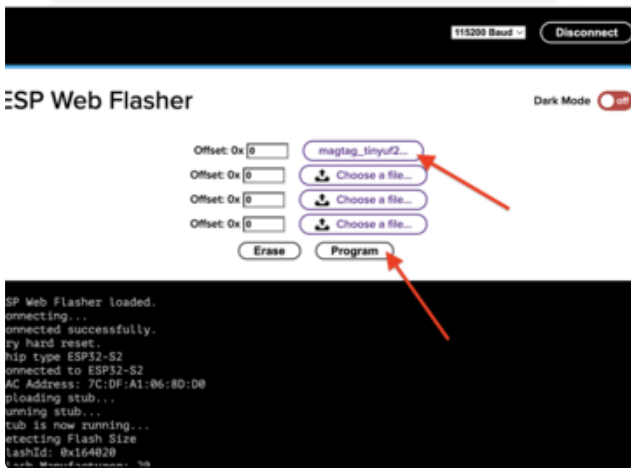 115200 Baud Disconnect
ESP Web Flasher
Dark Mode off
Offset: 0x 0 magtag_tinyuf2...
Offset: 0x 0 Choose a file...
Offset: 0x 0 Choose a file...
Offset: 0x 0 Choose a file...
Erase Program
SP Web Flasher loaded.
onnecting...
onnected successfully.
ry hard reset.
hip type ESP32-S2
onnected to ESP32-S2
AC Address: 7C:DF:A1:06:8D:D0
ploading stub...
unning stub...
tub is now running...
etecting Flash Size
lashId: 0x164020
lash Manufacturer: 20